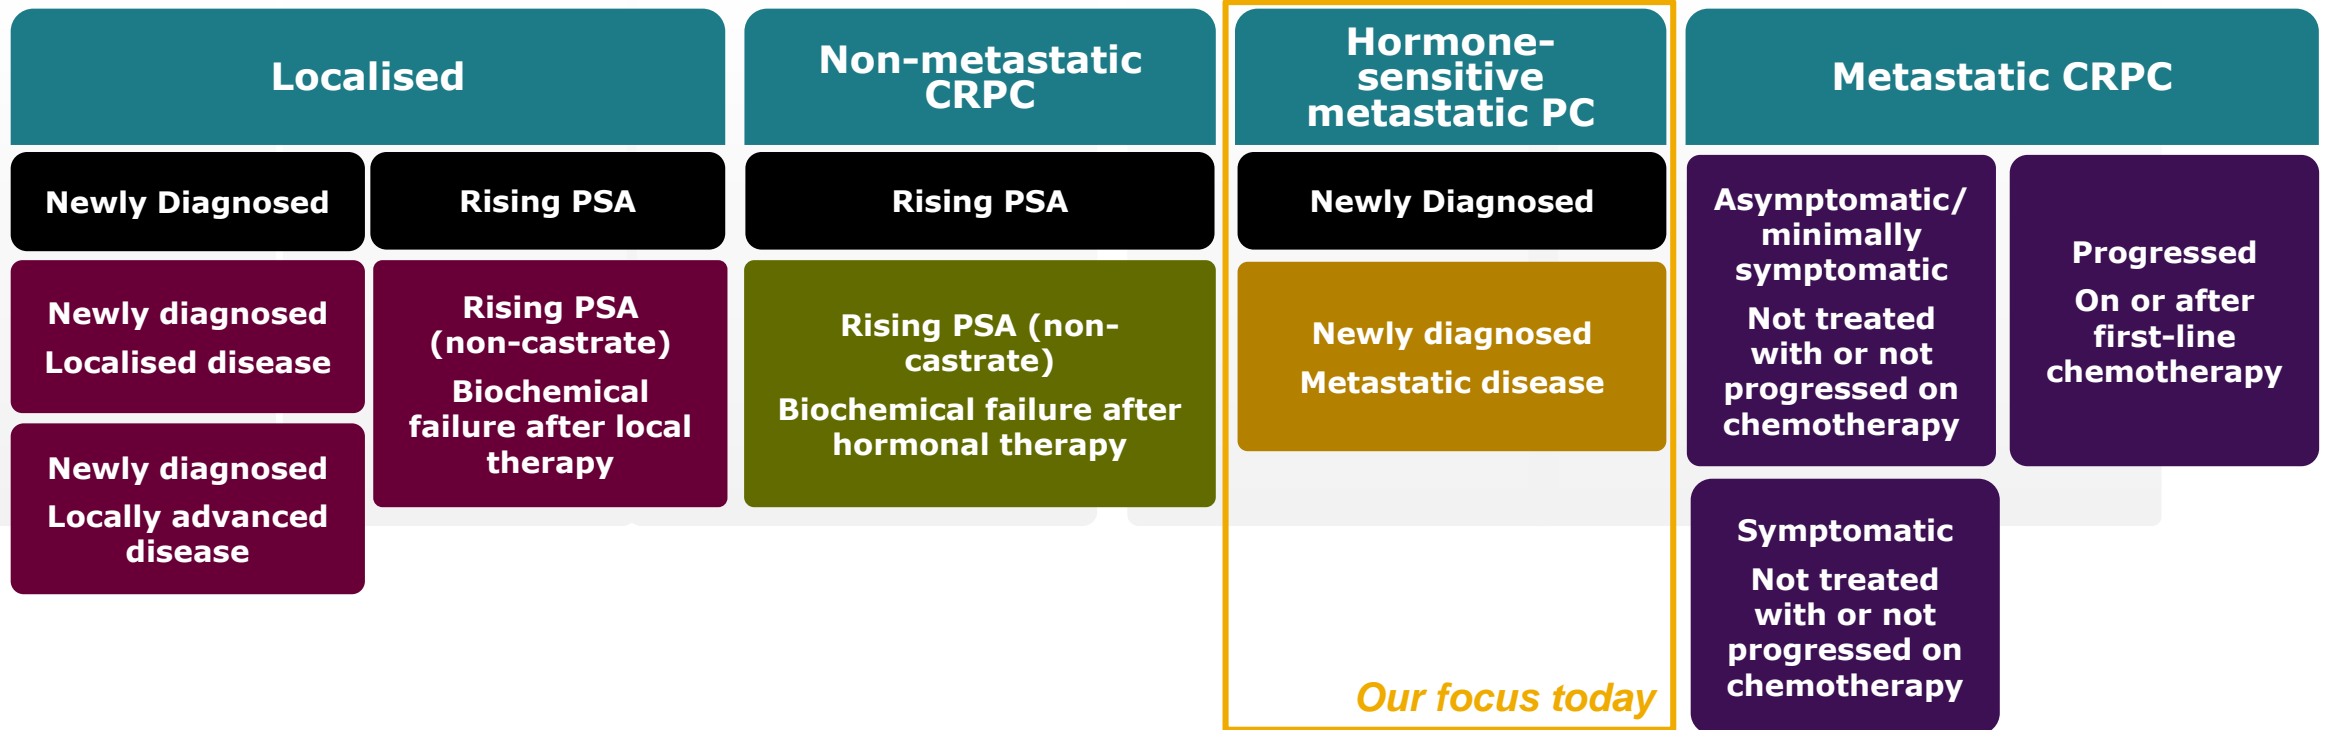 Localised
Non-metastatic
CRPC
Hormone-
sensitive
metastatic PC
Metastatic CRPC
Newly Diagnosed
Rising PSA
Rising PSA
Newly Diagnosed
Newly diagnosed
Localised disease
Newly diagnosed
Locally advanced
disease
Rising PSA
(non-castrate)
Biochemical
failure after local
therapy
Rising PSA (non-
castrate)
Biochemical failure after
hormonal therapy
Newly diagnosed
Metastatic disease
Asymptomatic/
minimally
symptomatic
Not treated
with or not
progressed on
chemotherapy
Symptomatic
Not treated
with or not
progressed on
chemotherapy
Progressed
On or after
first-line
chemotherapy
Our focus today